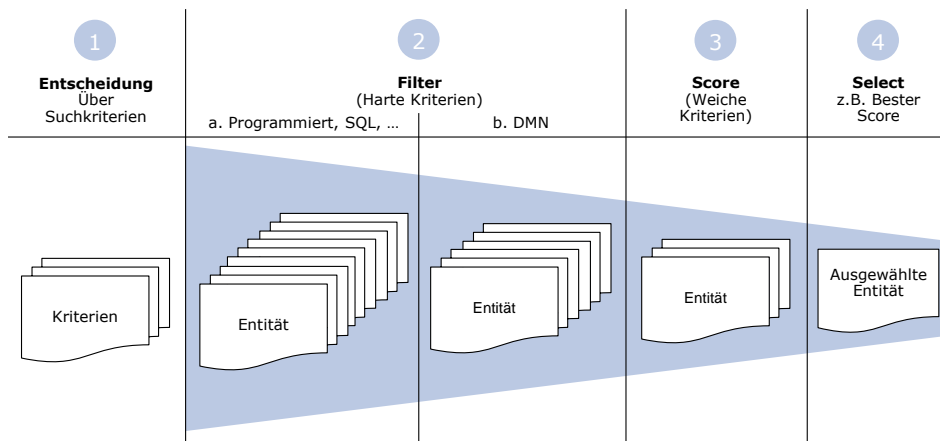 1
Entscheidung
Über
Suchkriterien
2
Filter
(Harte Kriterien)
a. Programmiert, SQL, ...
b. DMN
3
Score
(Weiche
Kriterien)
4
Select
z.B. Bester
Score
Kriterien
Entität
Entität
Entität
Ausgewählte
Entität